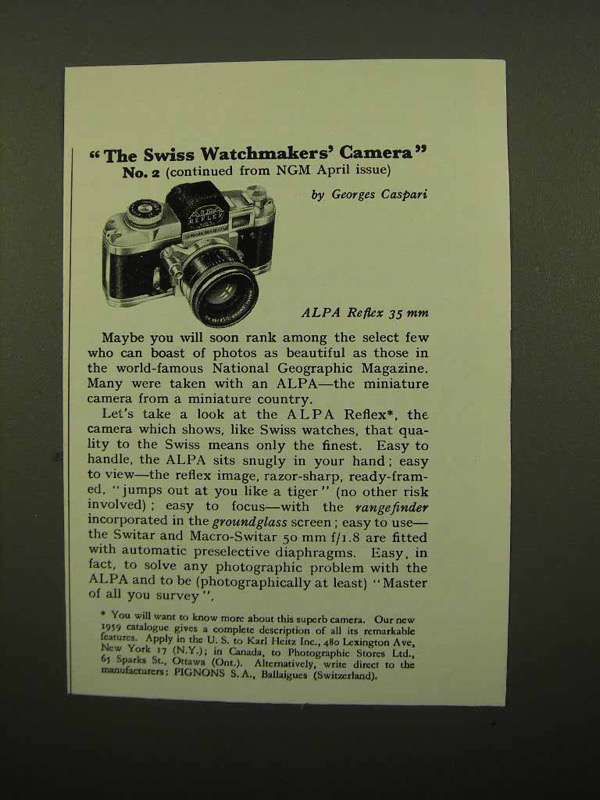 “The Swiss Watchmakers’ Camera”
No. 2 (continued from NGM April issue)
by Georges Caspari
ALPA
REFLEX
ALPA Reflex 35 mm
Maybe you will soon rank among the select few
who can boast of photos as beautiful as those in
the world-famous National Geographic Magazine.
Many were taken with an ALPA—the miniature
camera from a miniature country.
Let’s take a look at the ALPA Reflex*, the
camera which shows, like Swiss watches, that qua-
lity to the Swiss means only the finest. Easy to
handle, the ALPA sits snugly in your hand; easy
to view—the reflex image, razor-sharp, ready-fram-
ed, “jumps out at you like a tiger” (no other risk
involved); easy to focus—with the rangefinder
incorporated in the groundglass screen; easy to use—
the Switar and Macro-Switar 50 mm f/1.8 are fitted
with automatic preselective diaphragms. Easy, in
fact, to solve any photographic problem with the
ALPA and to be (photographically at least) “Master
of all you survey”.
* You will want to know more about this superb camera. Our new
1959 catalogue gives a complete description of all its remarkable
features. Apply in the U. S. to Karl Heitz Inc., 480 Lexington Ave,
New York 17 (N.Y.); in Canada, to Photographic Stores Ltd.,
65 Sparks St., Ottawa (Ont.). Alternatively, write direct to the
manufacturers: PIGNONS S. A., Ballaigues (Switzerland).